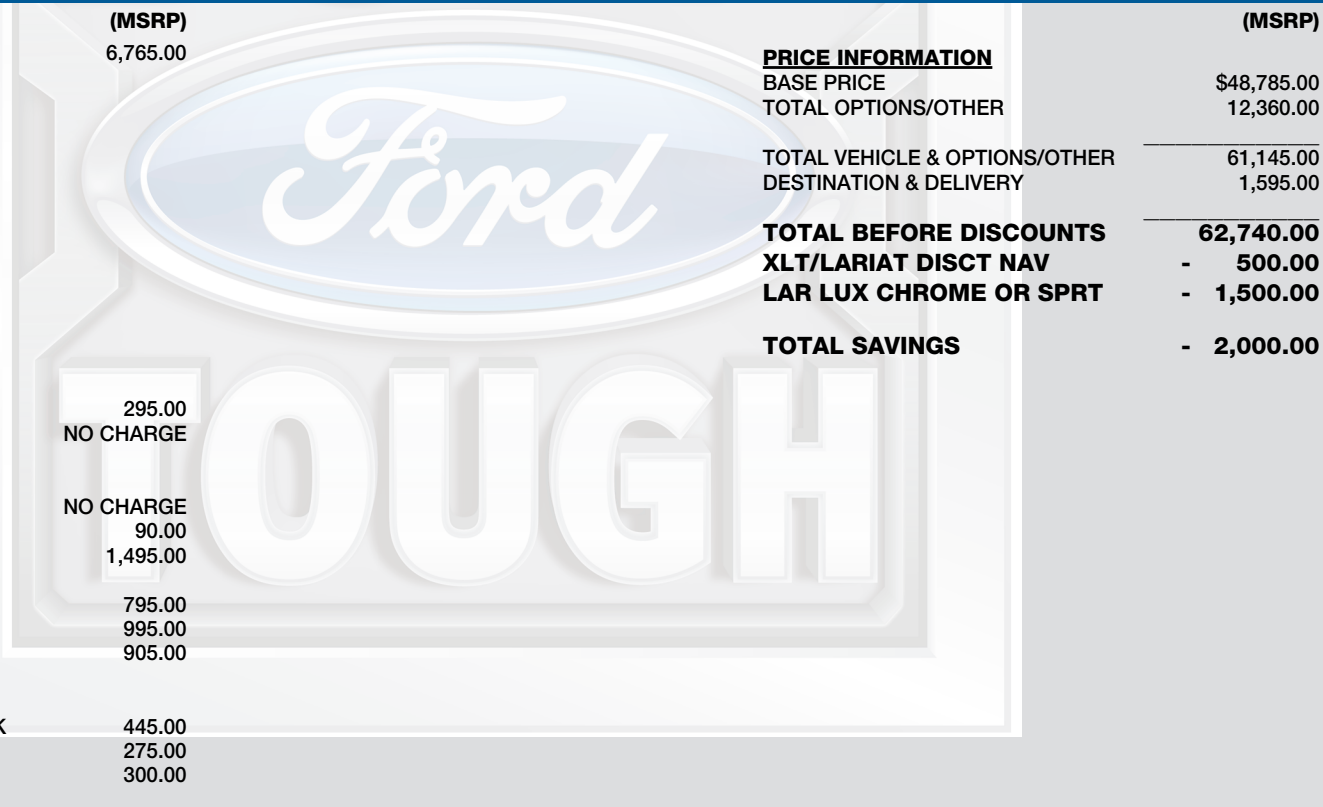 (MSRP)
6,765.00
295.00
NO CHARGE
NO CHARGE
90.00
1,495.00
795.00
995.00
905.00
K 445.00
275.00
300.00
Ford
TOUGH
(MSRP)
PRICE INFORMATION
BASE PRICE $48,785.00
TOTAL OPTIONS/OTHER 12,360.00
TOTAL VEHICLE & OPTIONS/OTHER 61,145.00
DESTINATION & DELIVERY 1,595.00
TOTAL BEFORE DISCOUNTS 62,740.00
XLT/LARIAT DISCT NAV - 500.00
LAR LUX CHROME OR SPRT - 1,500.00
TOTAL SAVINGS - 2,000.00